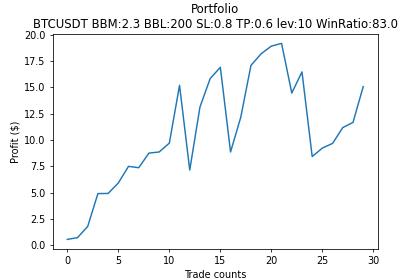 Portfolio
BTCUSDT BBM:2.3 BBL:200 SL:0.8 TP:0.6 lev:10 WinRatio:83.0
20.0
17.5
15.0
12.5
10.0
7.5
5.0
2.5
0.0
Profit ($)
0 5 10 15 20 25 30
Trade counts